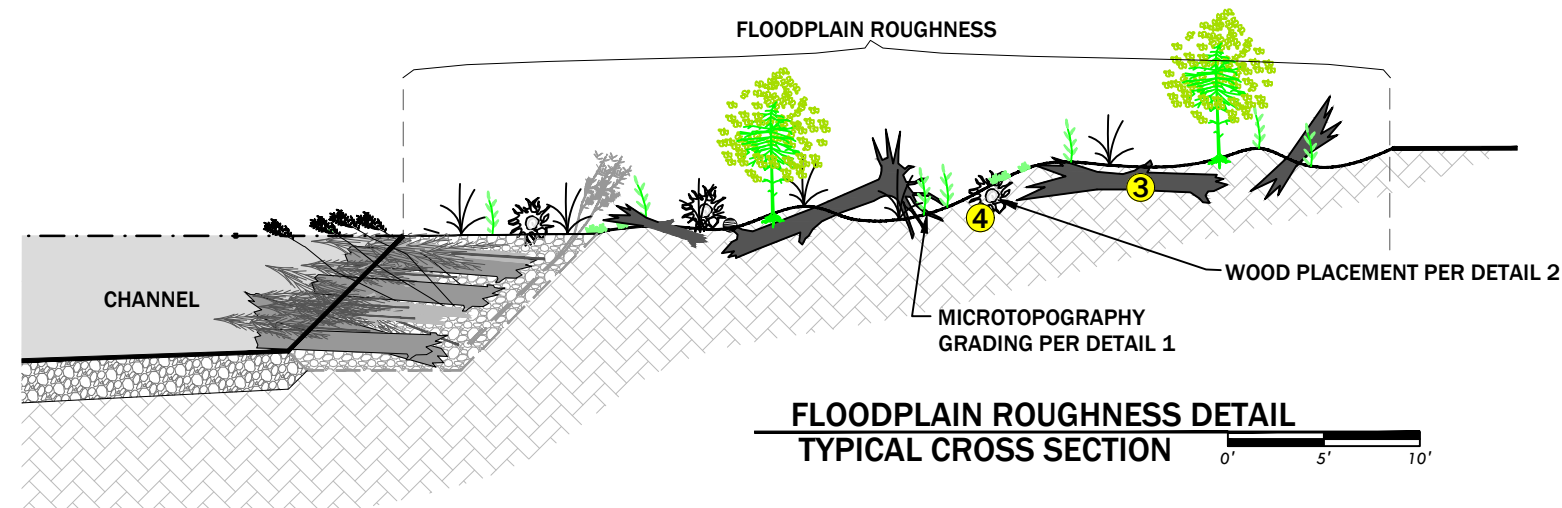 FLOODPLAIN ROUGHNESS
3
4
CHANNEL
WOOD PLACEMENT PER DETAIL 2
MICROTOPOGRAPHY
GRADING PER DETAIL 1
FLOODPLAIN ROUGHNESS DETAIL
TYPICAL CROSS SECTION
0' 5' 10'